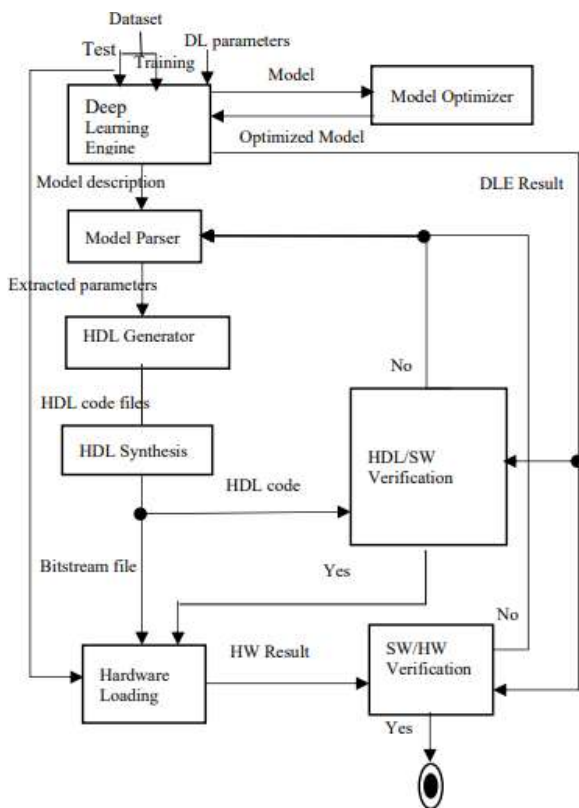 Dataset
Test
Training
DL parameters
Model
Deep
Learning
Engine
Model Optimizer
Optimized Model
Model description
DLE Result
Model Parser
Extracted parameters
HDL Generator
No
HDL code files
HDL Synthesis
HDL/SW
Verification
HDL code
Bitstream file
Yes
No
Hardware
Loading
HW Result
SW/HW
Verification
Yes